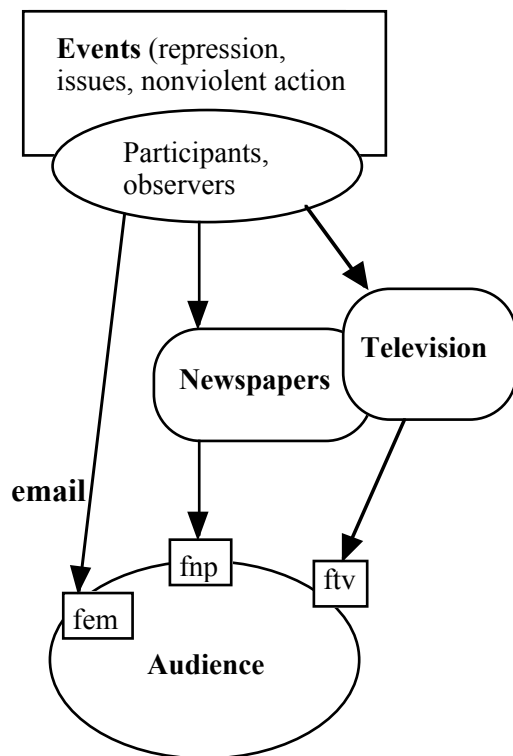 Events (repression,
issues, nonviolent action
Participants,
observers
Television
Newspapers
email
fnp
ftv
fem
Audience